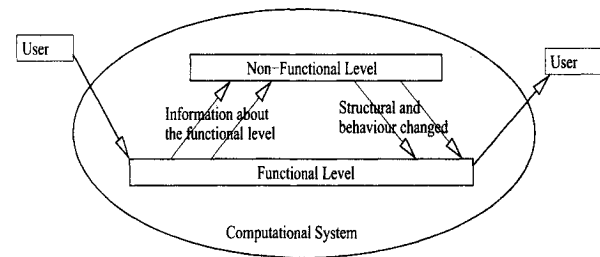 User
User
Non-Functional Level
Information about
the functional level
Structural and
behaviour changed
Functional Level
Computational System